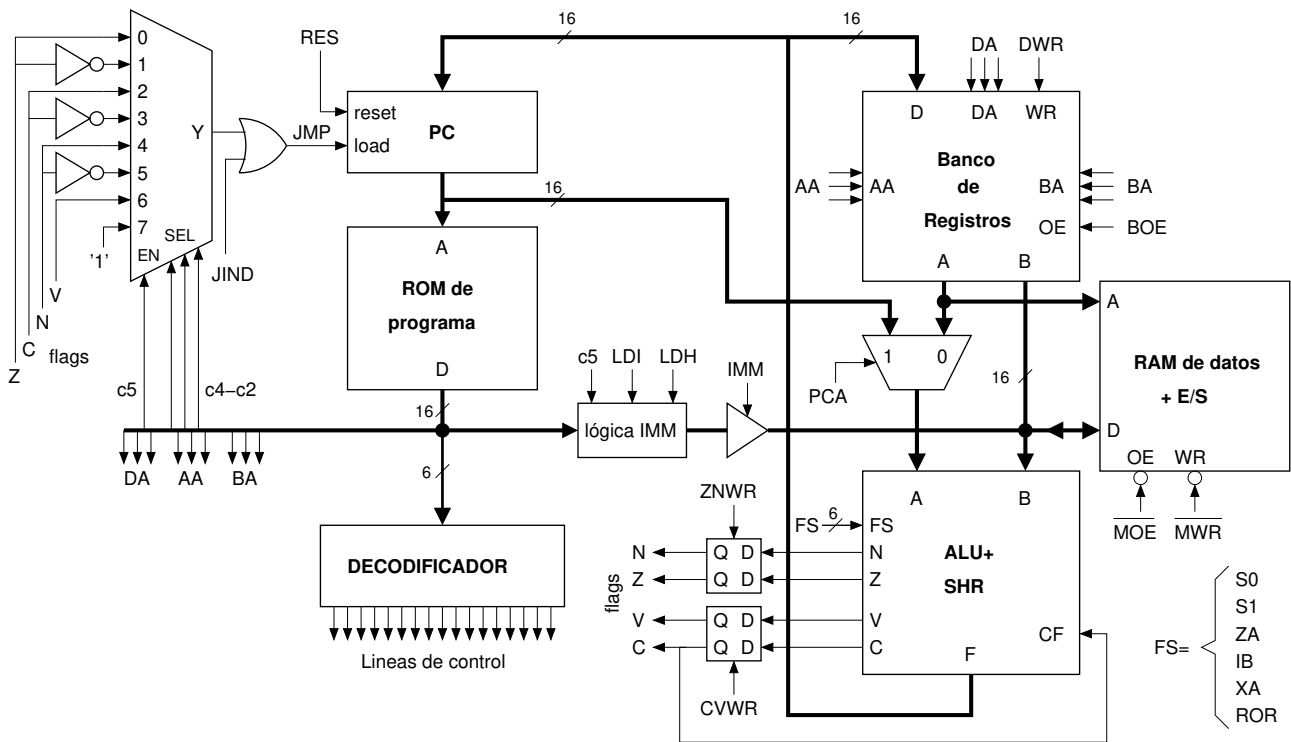 16
16
0
1
2
3
4
5
6
7
Y
SEL
EN
'1'
V
N
C
Z
flags
JIND
JMP
c5
c4–c2
RES
reset
load
PC
16
A
ROM de
programa
D
16
DA
AA
BA
6
DECODIFICADOR
Lineas de control
c5
LDI
LDH
lógica IMM
IMM
DA
DWR
D
DA
WR
Banco
de
Registros
AA
AA
BA
BA
OE
BOE
A
B
1
0
PCA
16
A
RAM de datos
+ E/S
D
OE
WR
MOE
MWR
A
B
FS
6
FS
ALU+
SHR
N
Z
V
C
CF
F
ZNWR
Q D
Q D
Q D
Q D
CVWR
N
Z
V
C
flags
FS=
S0
S1
ZA
IB
XA
ROR